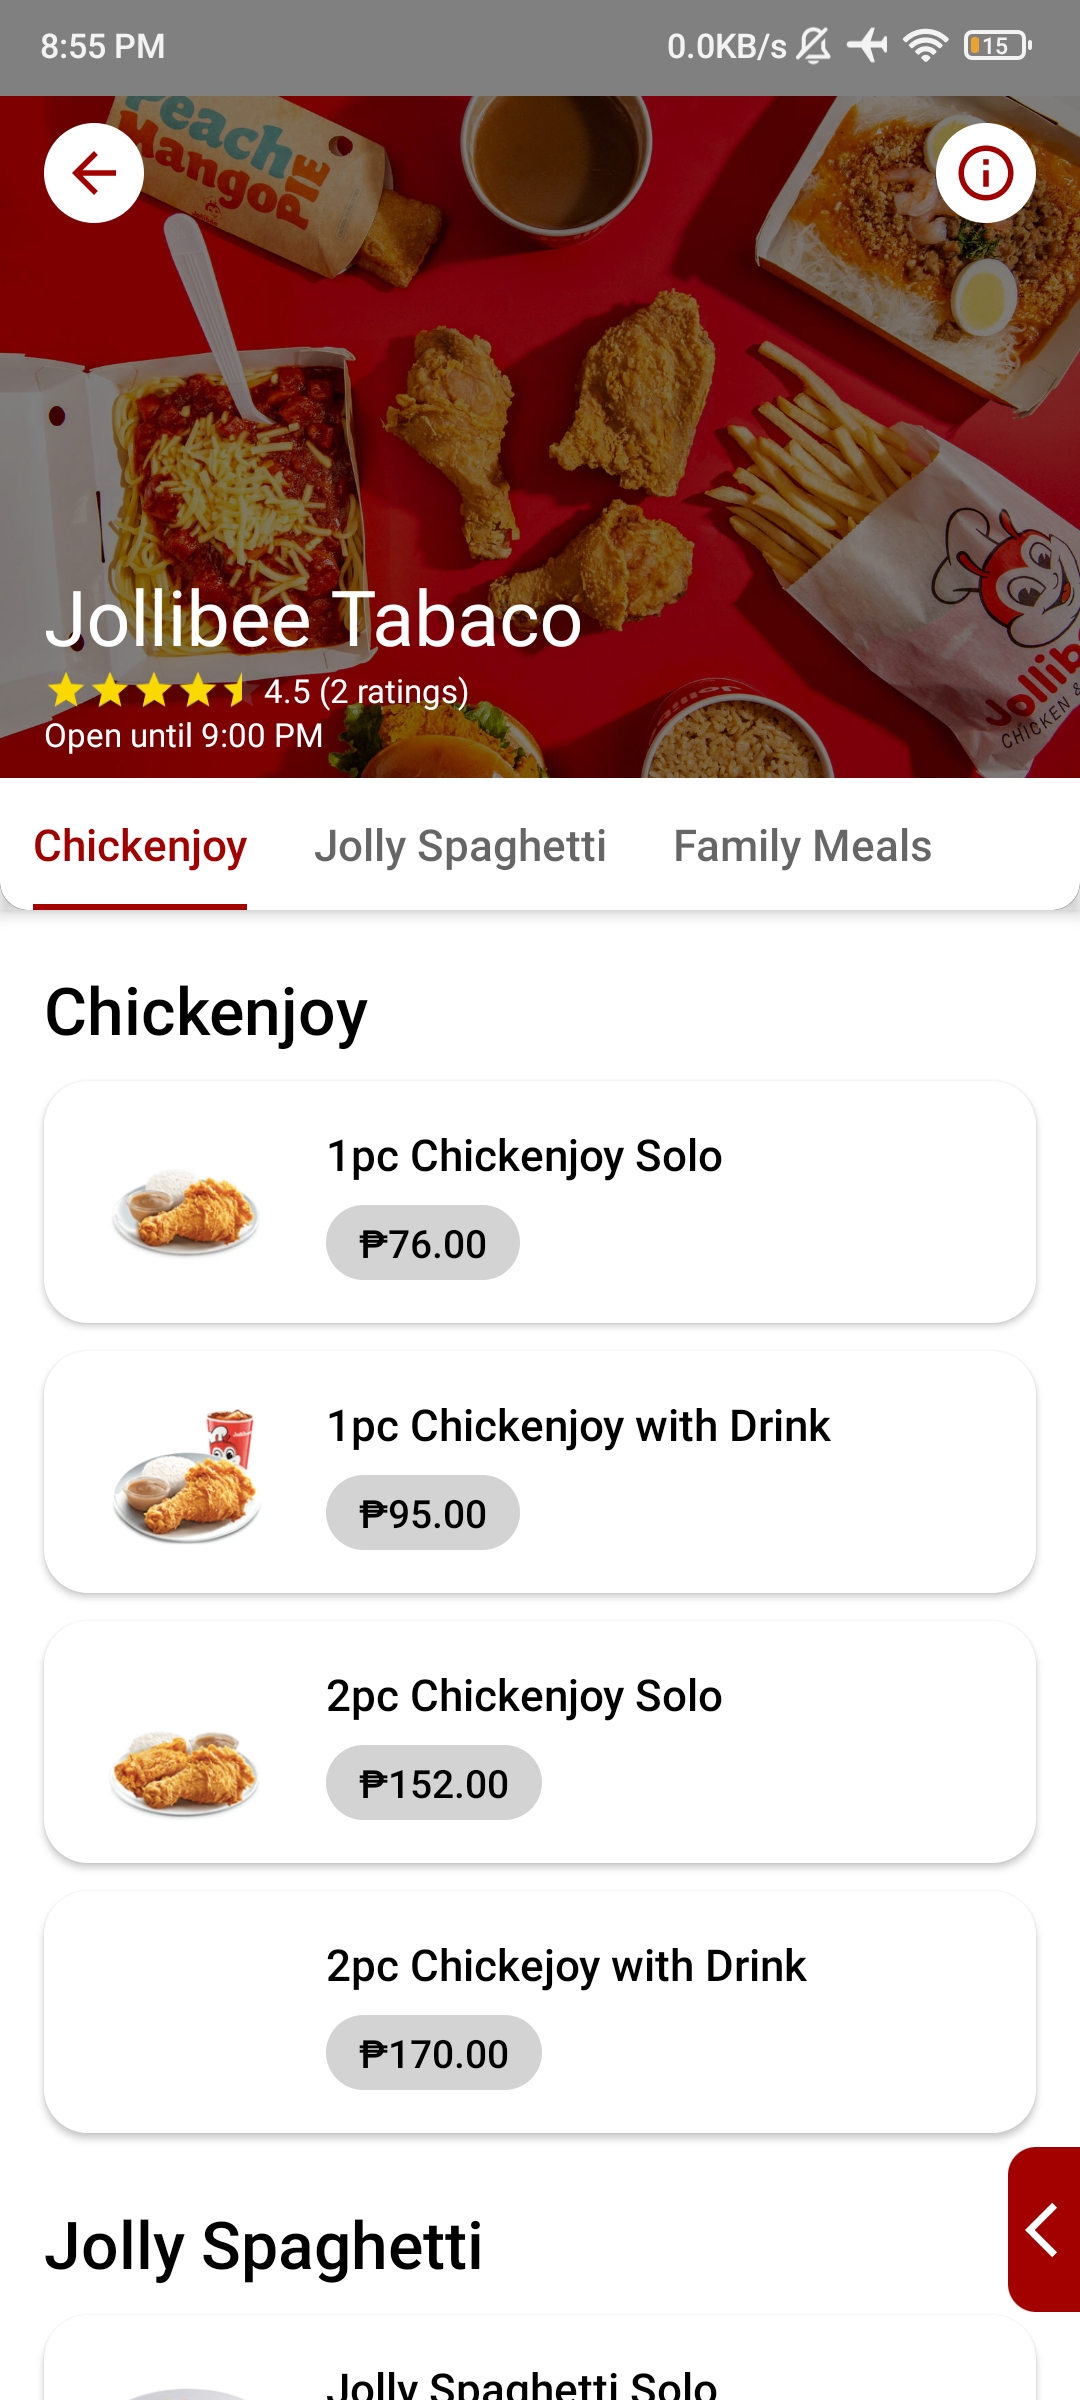 8:55 PM 0.0KB/s 15
Peach
Mango
PIE
Jollibee Tabaco
4.5 (2 ratings)
Open until 9:00 PM
CHICKEN &
Chickenjoy Jolly Spaghetti Family Meals
Chickenjoy
1pc Chickenjoy Solo
₱76.00
1pc Chickenjoy with Drink
₱95.00
2pc Chickenjoy Solo
₱152.00
2pc Chickejoy with Drink
₱170.00
Jolly Spaghetti
Jolly Spaghetti Solo